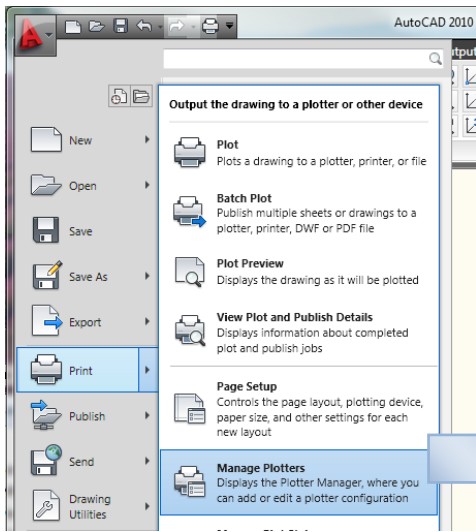 AutoCAD 2010
Output the drawing to a plotter or other device
New
Open
Save
Save As
Export
Print
Publish
Send
Drawing
Utilities
Plot
Plots a drawing to a plotter, printer, or file
Batch Plot
Publish multiple sheets or drawings to a
plotter, printer, DWF or PDF file
Plot Preview
Displays the drawing as it will be plotted
View Plot and Publish Details
Displays information about completed
plot and publish jobs
Page Setup
Controls the page layout, plotting device,
paper size, and other settings for each
new layout
Manage Plotters
Displays the Plotter Manager, where you
can add or edit a plotter configuration